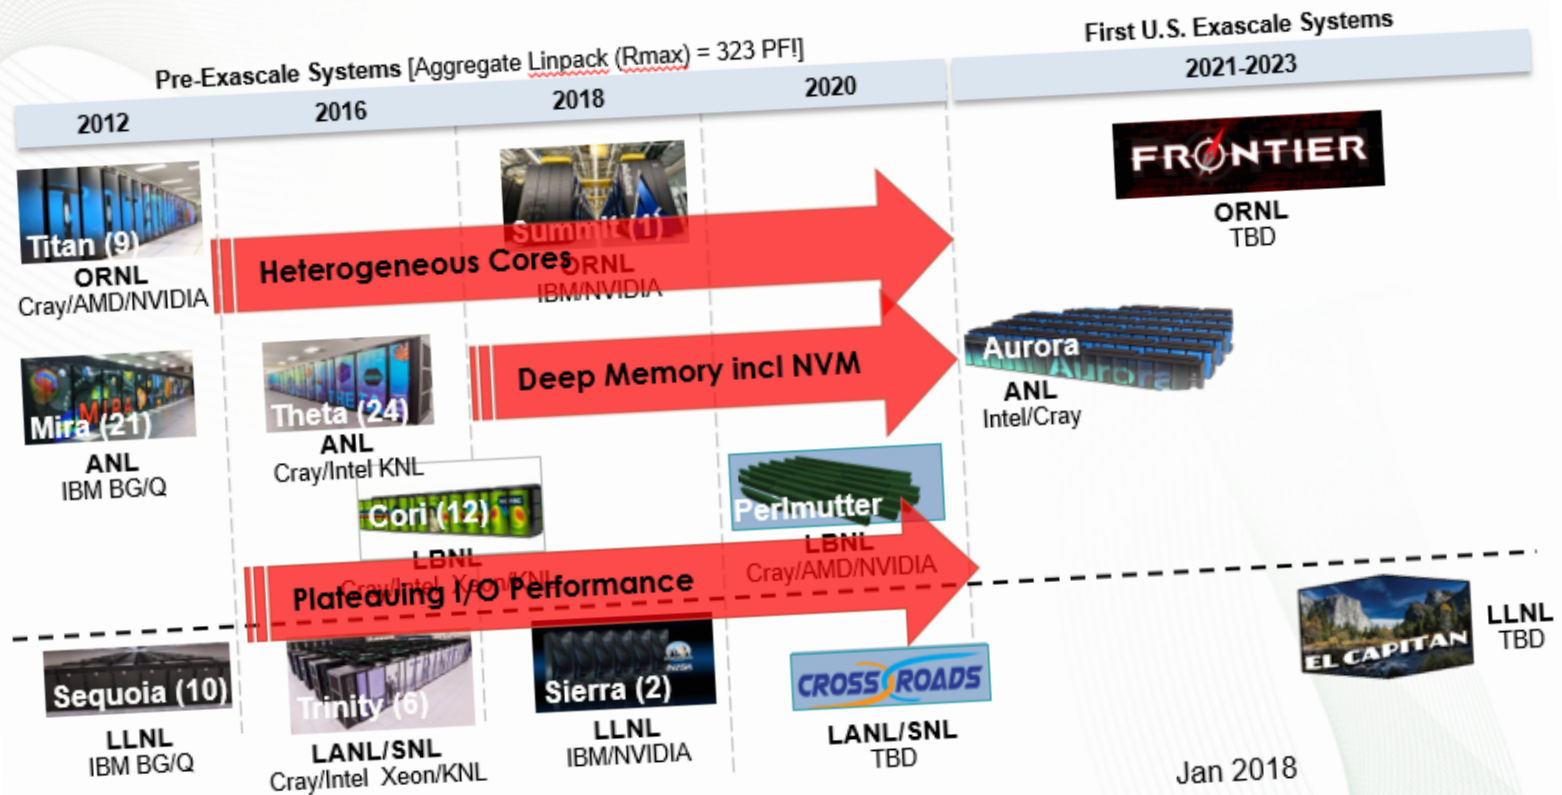 First U.S. Exascale Systems
Pre-Exascale Systems [Aggregate Linpack (Rmax) = 323 PF!]
2012
2016
2018
2020
2021-2023
Titan (9)
ORNL
Cray/AMD/NVIDIA
Summit (1)
ORNL
IBM/NVIDIA
FRONTIER
ORNL
TBD
Heterogeneous Cores
Mira (21)
ANL
IBM BG/Q
Theta (24)
ANL
Cray/Intel KNL
Deep Memory incl NVM
Aurora
ANL
Intel/Cray
Cori (12)
LBNL
Cray/Intel Xeon/KNL
Perlmutter
LBNL
Cray/AMD/NVIDIA
Plateauing I/O Performance
Sequoia (10)
LLNL
IBM BG/Q
Trinity (6)
LANL/SNL
Cray/Intel Xeon/KNL
Sierra (2)
LLNL
IBM/NVIDIA
CROSSROADS
LANL/SNL
TBD
EL CAPITAN
LLNL
TBD
Jan 2018